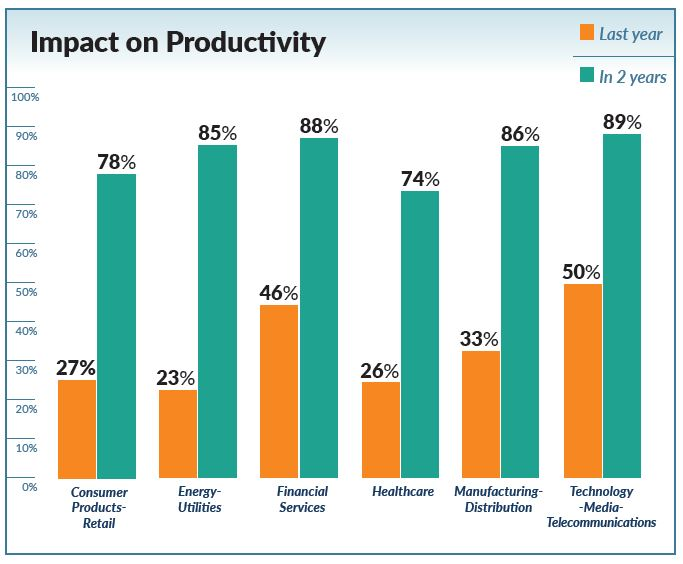 Impact on Productivity
Last year
In 2 years
100%
90%
80%
70%
60%
50%
40%
30%
20%
10%
0%
27%
78%
23%
85%
46%
88%
26%
74%
33%
86%
50%
89%
Consumer
Products-
Retail
Energy-
Utilities
Financial
Services
Healthcare
Manufacturing-
Distribution
Technology
-Media-
Telecommunications